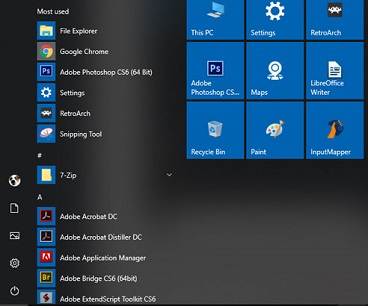 Most used
File Explorer
Google Chrome
Adobe Photoshop CS6 (64 Bit)
Settings
RetroArch
Snipping Tool
#
7-Zip
A
Adobe Acrobat DC
Adobe Acrobat Distiller DC
Adobe Application Manager
Adobe Bridge CS6 (64bit)
Adobe ExtendScript Toolkit CS6
This PC
Settings
RetroArch
Ps
Adobe
Photoshop CS...
Maps
LibreOffice
Writer
Recycle Bin
Paint
InputMapper